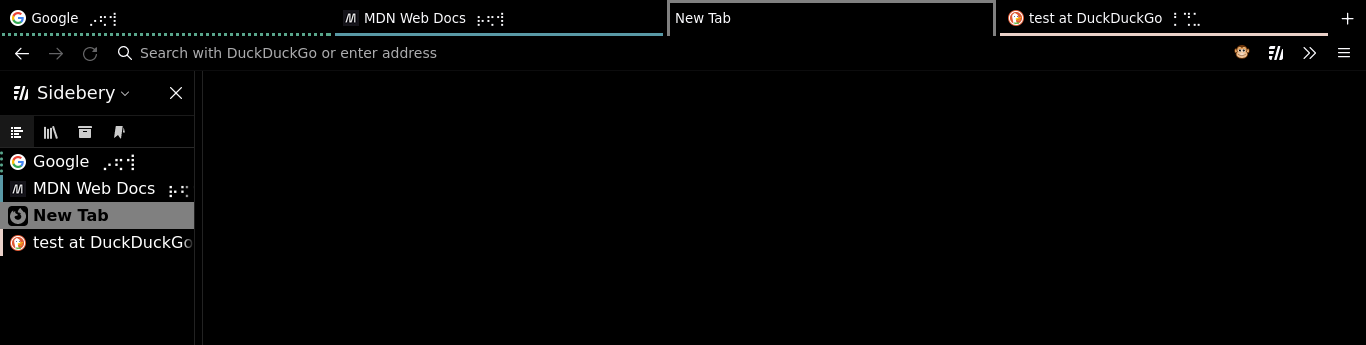 Google
MDN Web Docs
New Tab
test at DuckDuckGo
Search with DuckDuckGo or enter address
Sidebery
Google
MDN Web Docs
New Tab
test at DuckDuckGo